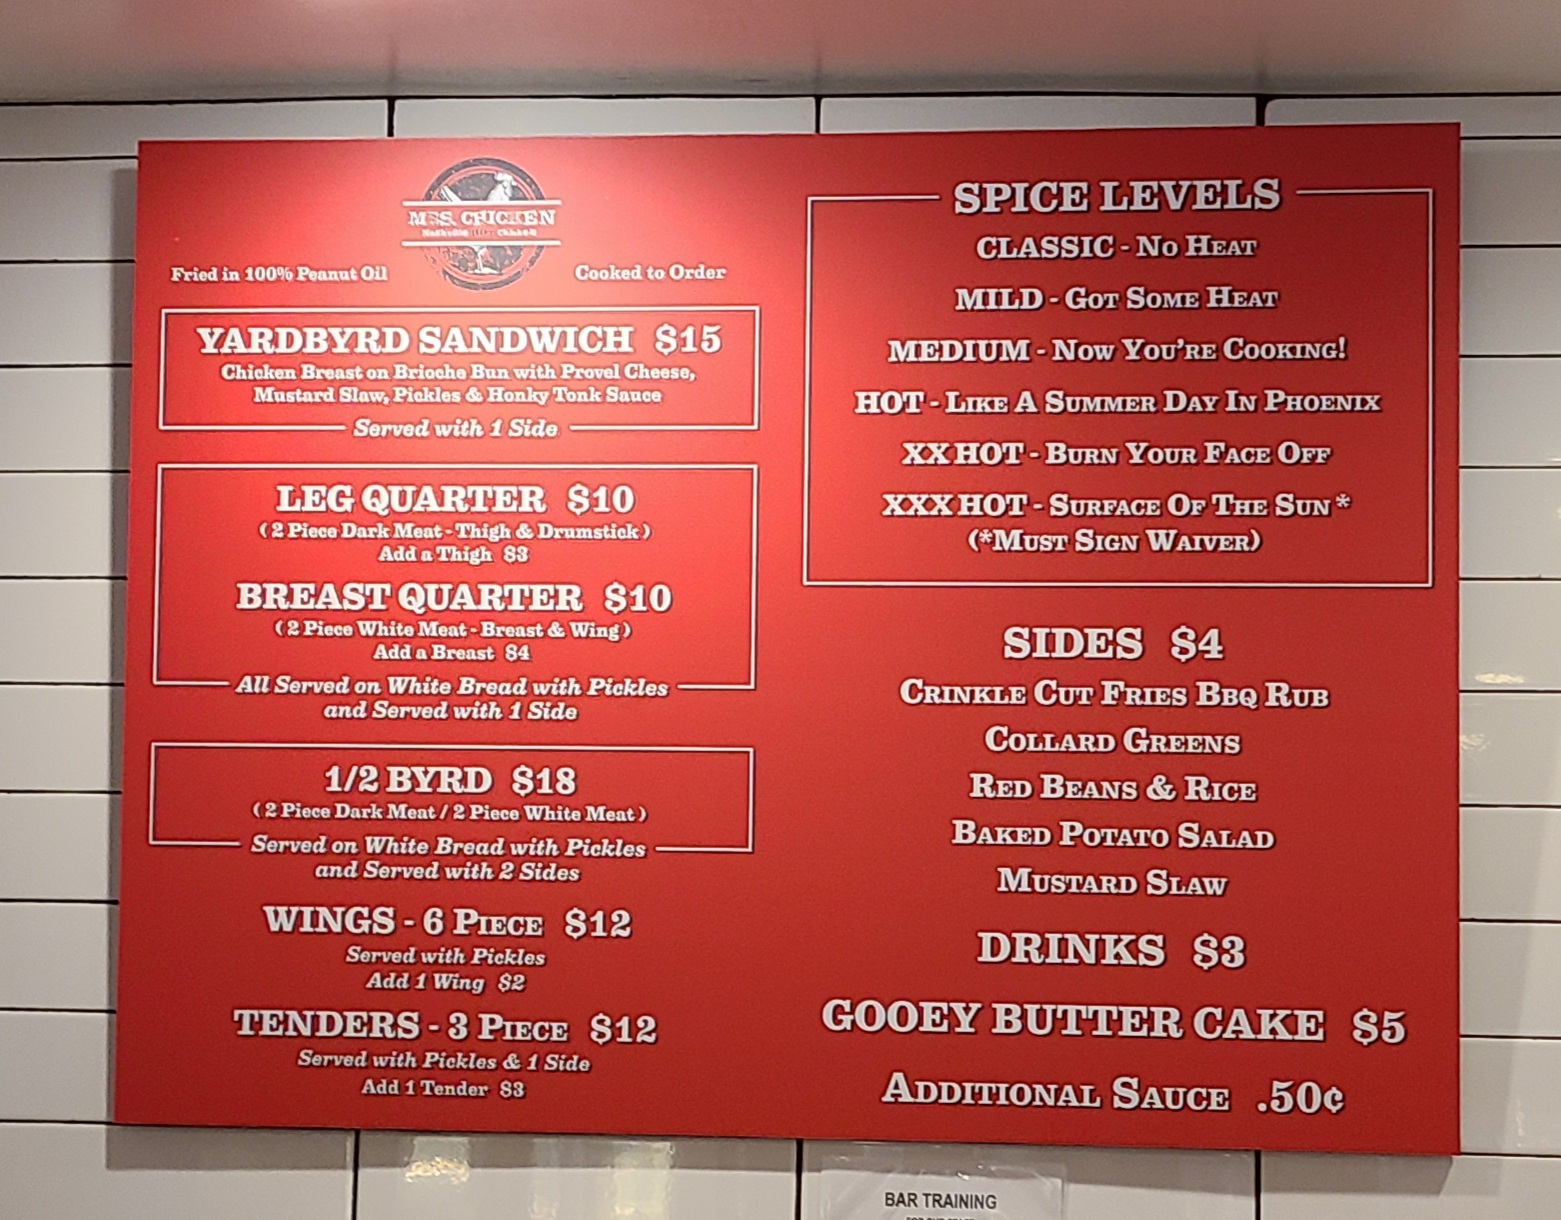 MRS. CHICKEN
Nashville Hot Chicken
Fried in 100% Peanut Oil
Cooked to Order
YARDBYRD SANDWICH $15
Chicken Breast on Brioche Bun with Provel Cheese,
Mustard Slaw, Pickles & Honky Tonk Sauce
Served with 1 Side
LEG QUARTER $10
(2 Piece Dark Meat - Thigh & Drumstick)
Add a Thigh $3
BREAST QUARTER $10
(2 Piece White Meat - Breast & Wing)
Add a Breast $4
All Served on White Bread with Pickles
and Served with 1 Side
1/2 BYRD $18
(2 Piece Dark Meat / 2 Piece White Meat)
Served on White Bread with Pickles
and Served with 2 Sides
WINGS - 6 PIECE $12
Served with Pickles
Add 1 Wing $2
TENDERS - 3 PIECE $12
Served with Pickles & 1 Side
Add 1 Tender $3
SPICE LEVELS
CLASSIC - NO HEAT
MILD - GOT SOME HEAT
MEDIUM - NOW YOU'RE COOKING!
HOT - LIKE A SUMMER DAY IN PHOENIX
XX HOT - BURN YOUR FACE OFF
XXX HOT - SURFACE OF THE SUN *
(*MUST SIGN WAIVER)
SIDES $4
CRINKLE CUT FRIES BBQ RUB
COLLARD GREENS
RED BEANS & RICE
BAKED POTATO SALAD
MUSTARD SLAW
DRINKS $3
GOOEY BUTTER CAKE $5
ADDITIONAL SAUCE .50¢
BAR TRAINING